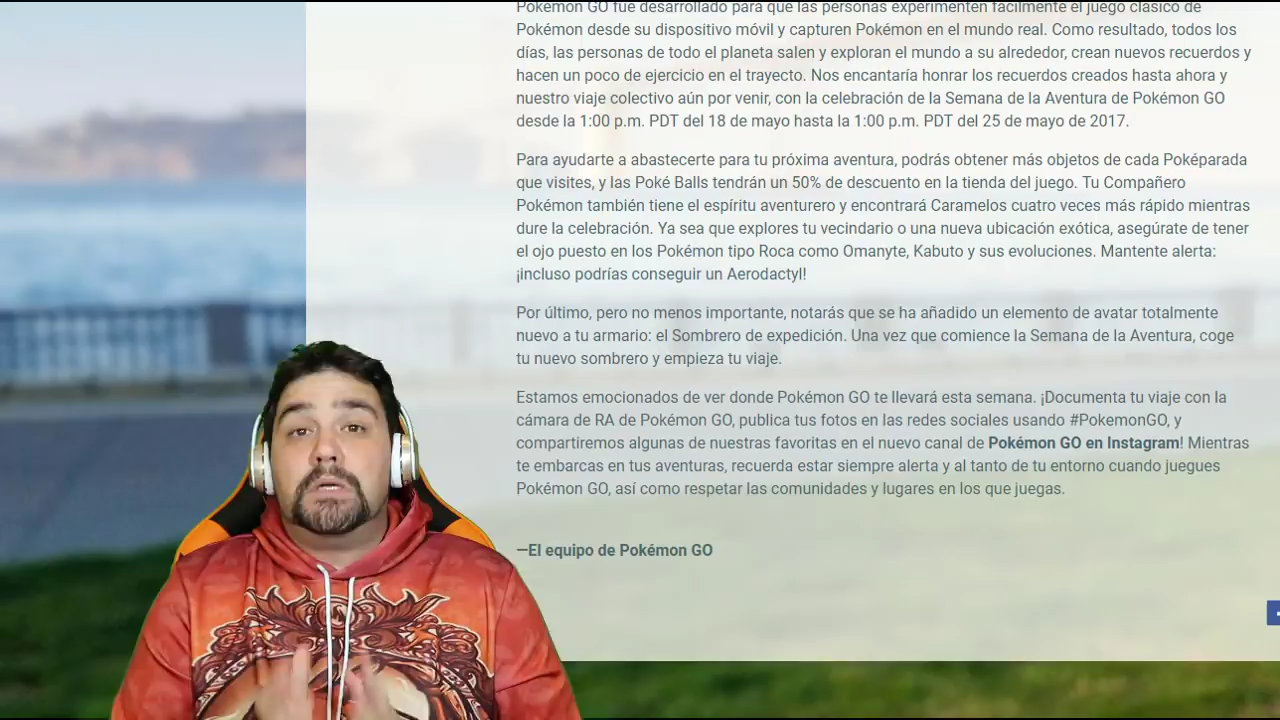 Pokémon GO fue desarrollado para que las personas experimenten fácilmente el juego clásico de
Pokémon desde su dispositivo móvil y capturen Pokémon en el mundo real. Como resultado, todos los
días, las personas de todo el planeta salen y exploran el mundo a su alrededor, crean nuevos recuerdos y
hacen un poco de ejercicio en el trayecto. Nos encantaría honrar los recuerdos creados hasta ahora y
nuestro viaje colectivo aún por venir, con la celebración de la Semana de la Aventura de Pokémon GO
desde la 1:00 p.m. PDT del 18 de mayo hasta la 1:00 p.m. PDT del 25 de mayo de 2017.
Para ayudarte a abastecerte para tu próxima aventura, podrás obtener más objetos de cada Poképarada
que visites, y las Poké Balls tendrán un 50% de descuento en la tienda del juego. Tu Compañero
Pokémon también tiene el espíritu aventurero y encontrará Caramelos cuatro veces más rápido mientras
dure la celebración. Ya sea que explores tu vecindario o una nueva ubicación exótica, asegúrate de tener
el ojo puesto en los Pokémon tipo Roca como Omanyte, Kabuto y sus evoluciones. Mantente alerta:
¡incluso podrías conseguir un Aerodactyl!
Por último, pero no menos importante, notarás que se ha añadido un elemento de avatar totalmente
nuevo a tu armario: el Sombrero de expedición. Una vez que comience la Semana de la Aventura, coge
tu nuevo sombrero y empieza tu viaje.
Estamos emocionados de ver donde Pokémon GO te llevará esta semana. ¡Documenta tu viaje con la
cámara de RA de Pokémon GO, publica tus fotos en las redes sociales usando #PokemonGO, y
compartiremos algunas de nuestras favoritas en el nuevo canal de Pokémon GO en Instagram! Mientras
te embarcas en tus aventuras, recuerda estar siempre alerta y al tanto de tu entorno cuando juegues
Pokémon GO, así como respetar las comunidades y lugares en los que juegas.
—El equipo de Pokémon GO